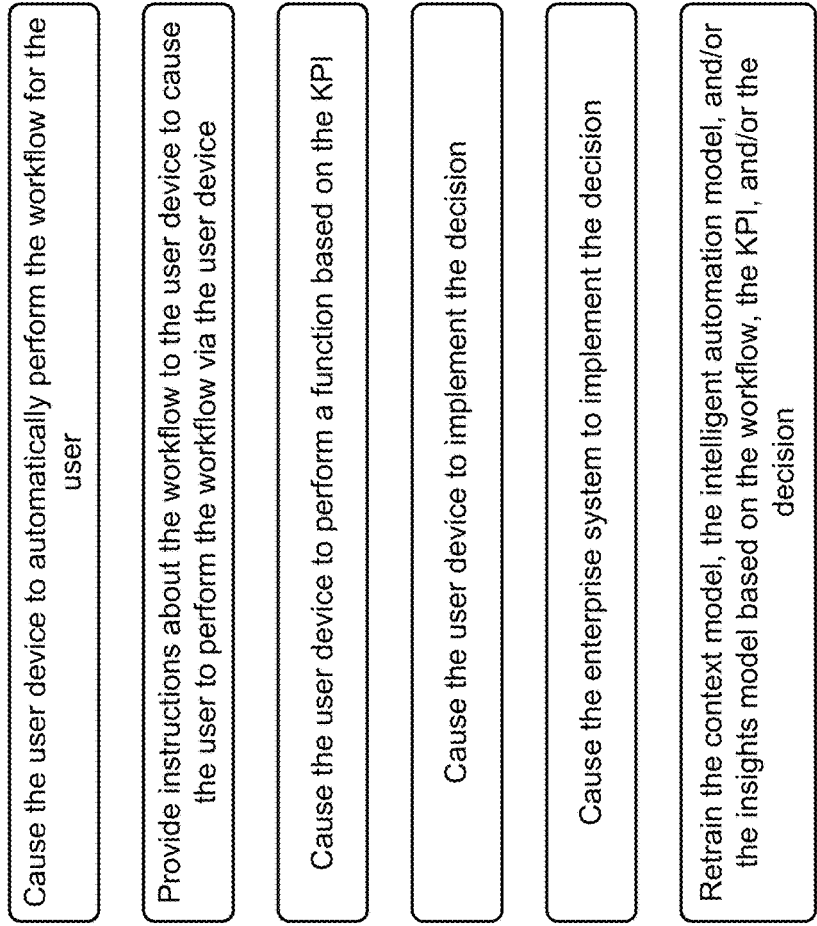 Cause the user device to automatically perform the workflow for the
user
Provide instructions about the workflow to the user device to cause
the user to perform the workflow via the user device
Cause the user device to perform a function based on the KPI
Cause the user device to implement the decision
Cause the enterprise system to implement the decision
Retrain the context model, the intelligent automation model, and/or
the insights model based on the workflow, the KPI, and/or the
decision